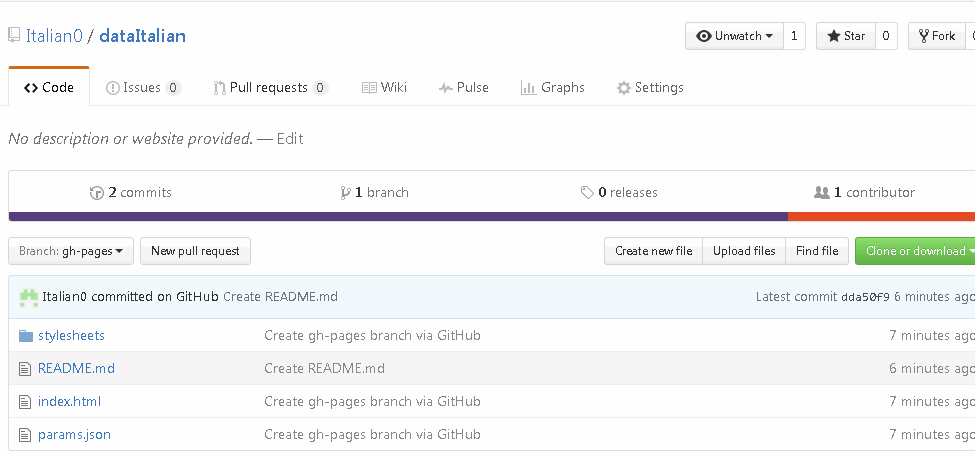 Italian0 / dataItalian
Unwatch 1 Star 0 Fork
Code Issues 0 Pull requests 0 Wiki Pulse Graphs Settings
No description or website provided. — Edit
2 commits 1 branch 0 releases 1 contributor
Branch: gh-pages New pull request Create new file Upload files Find file Clone or download
Italian0 committed on GitHub Create README.md Latest commit dda50f9 6 minutes ago
stylesheets Create gh-pages branch via GitHub 7 minutes ago
README.md Create README.md 6 minutes ago
index.html Create gh-pages branch via GitHub 7 minutes ago
params.json Create gh-pages branch via GitHub 7 minutes ago